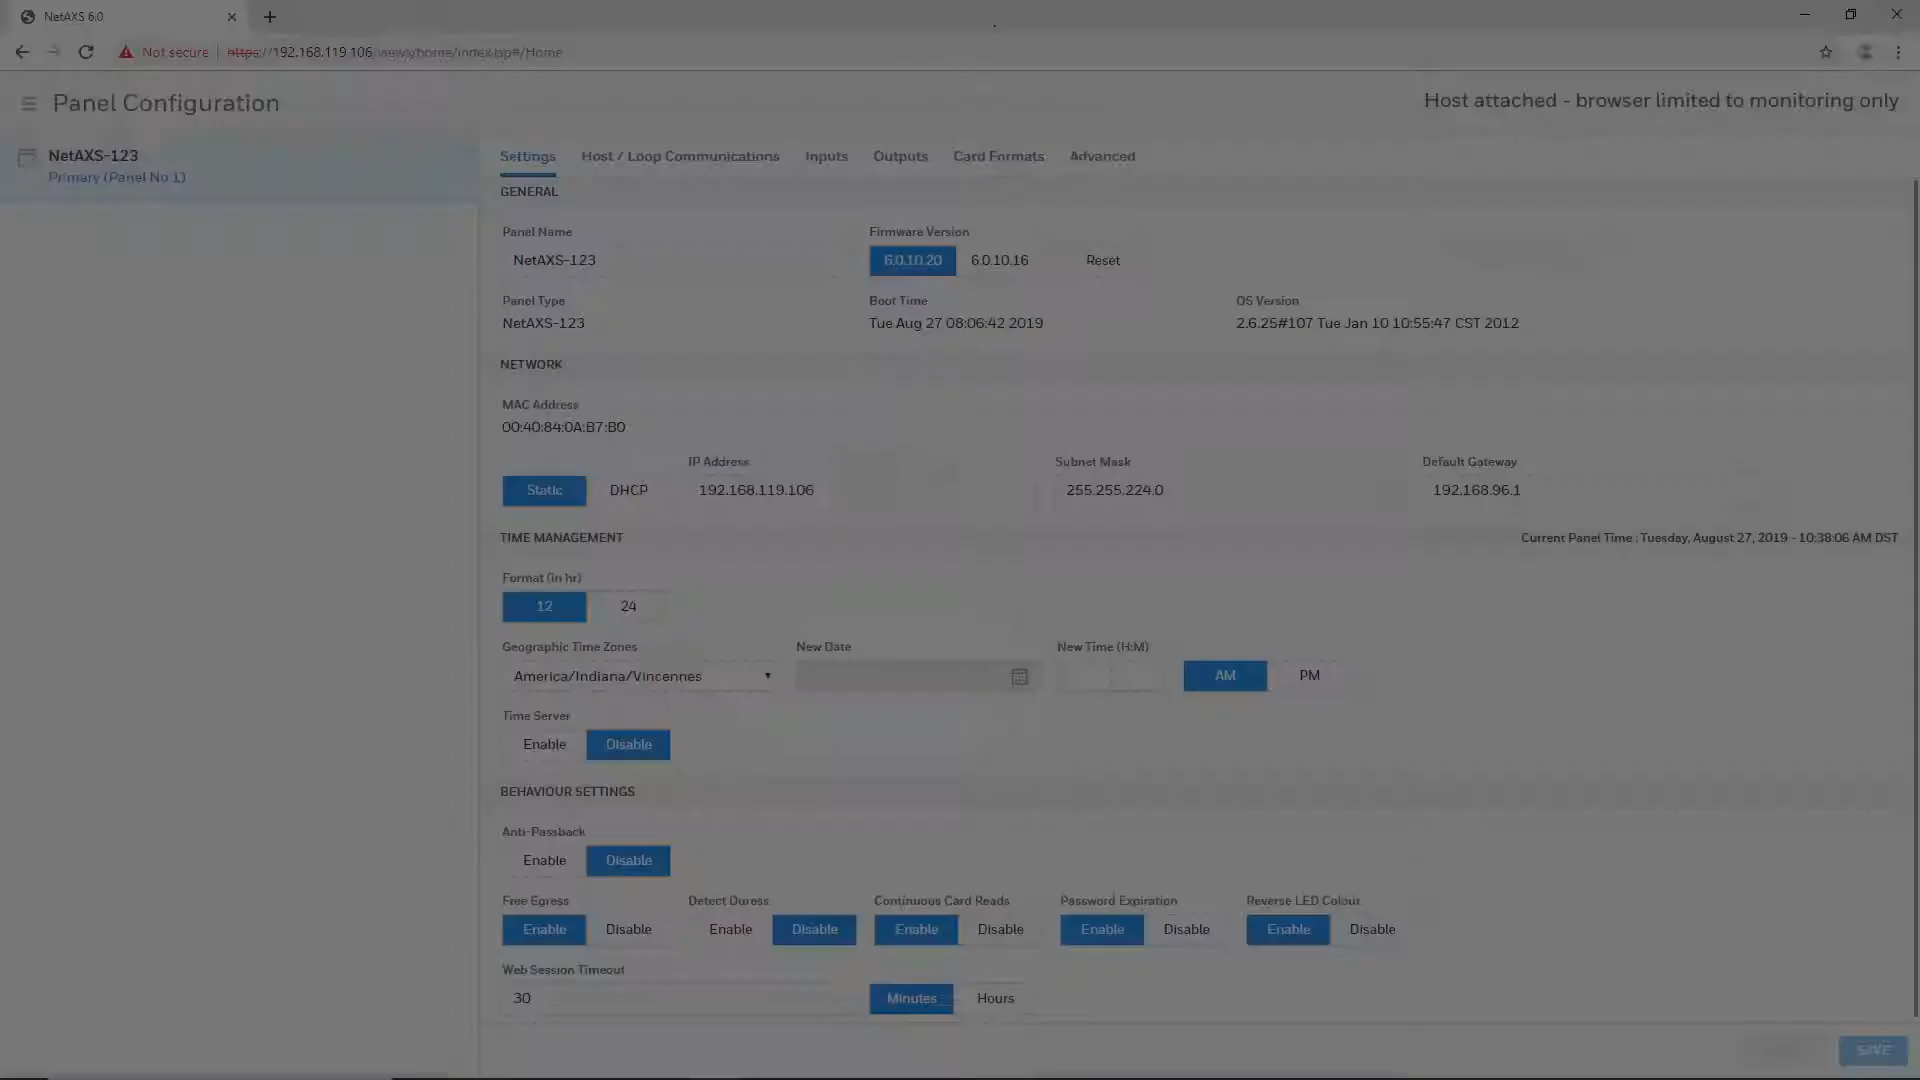 NetAXS 6.0
Not secure
https://192.168.119.106/newv/home/index.lap#/Home
Panel Configuration
Host attached - browser limited to monitoring only
NetAXS-123
Primary (Panel No 1)
Settings Host / Loop Communications Inputs Outputs Card Formats Advanced
GENERAL
Panel Name Firmware Version
NetAXS-123 6.0.10.20 6.0.10.16 Reset
Panel Type Boot Time OS Version
NetAXS-123 Tue Aug 27 08:06:42 2019 2.6.25#107 Tue Jan 10 10:55:47 CST 2012
NETWORK
MAC Address
00:40:84:0A:B7:B0
IP Address Subnet Mask Default Gateway
Static DHCP 192.168.119.106 255.255.224.0 192.168.96.1
TIME MANAGEMENT Current Panel Time : Tuesday, August 27, 2019 - 10:38:06 AM DST
Format (in hr)
12 24
Geographic Time Zones New Date New Time (H:M)
America/Indiana/Vincennes AM PM
Time Server
Enable Disable
BEHAVIOUR SETTINGS
Anti-Passback
Enable Disable
Free Egress Detect Duress Continuous Card Reads Password Expiration Reverse LED Colour
Enable Disable Enable Disable Enable Disable Enable Disable Enable Disable
Web Session Timeout
30 Minutes Hours
SAVE